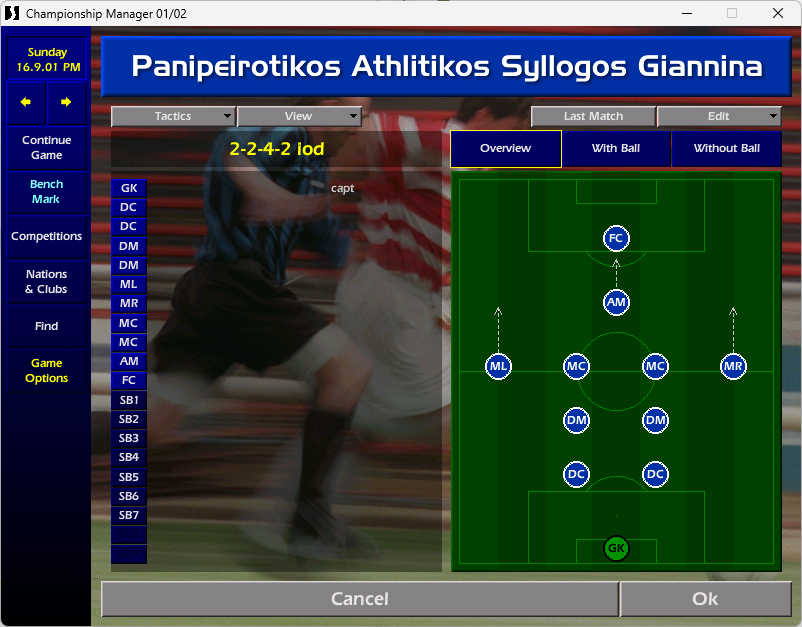 Championship Manager 01/02
Sunday
16.9.01 PM
Continue
Game
Bench
Mark
Competitions
Nations
& Clubs
Find
Game
Options
Panipeirotikos Athlitikos Syllogos Giannina
Tactics View Last Match Edit
2-2-4-2 iod
Overview With Ball Without Ball
GK capt
DC
DC
DM
DM
ML
MR
MC
MC
AM
FC
SB1
SB2
SB3
SB4
SB5
SB6
SB7
FC
AM
ML MC MC MR
DM DM
DC DC
GK
Cancel Ok